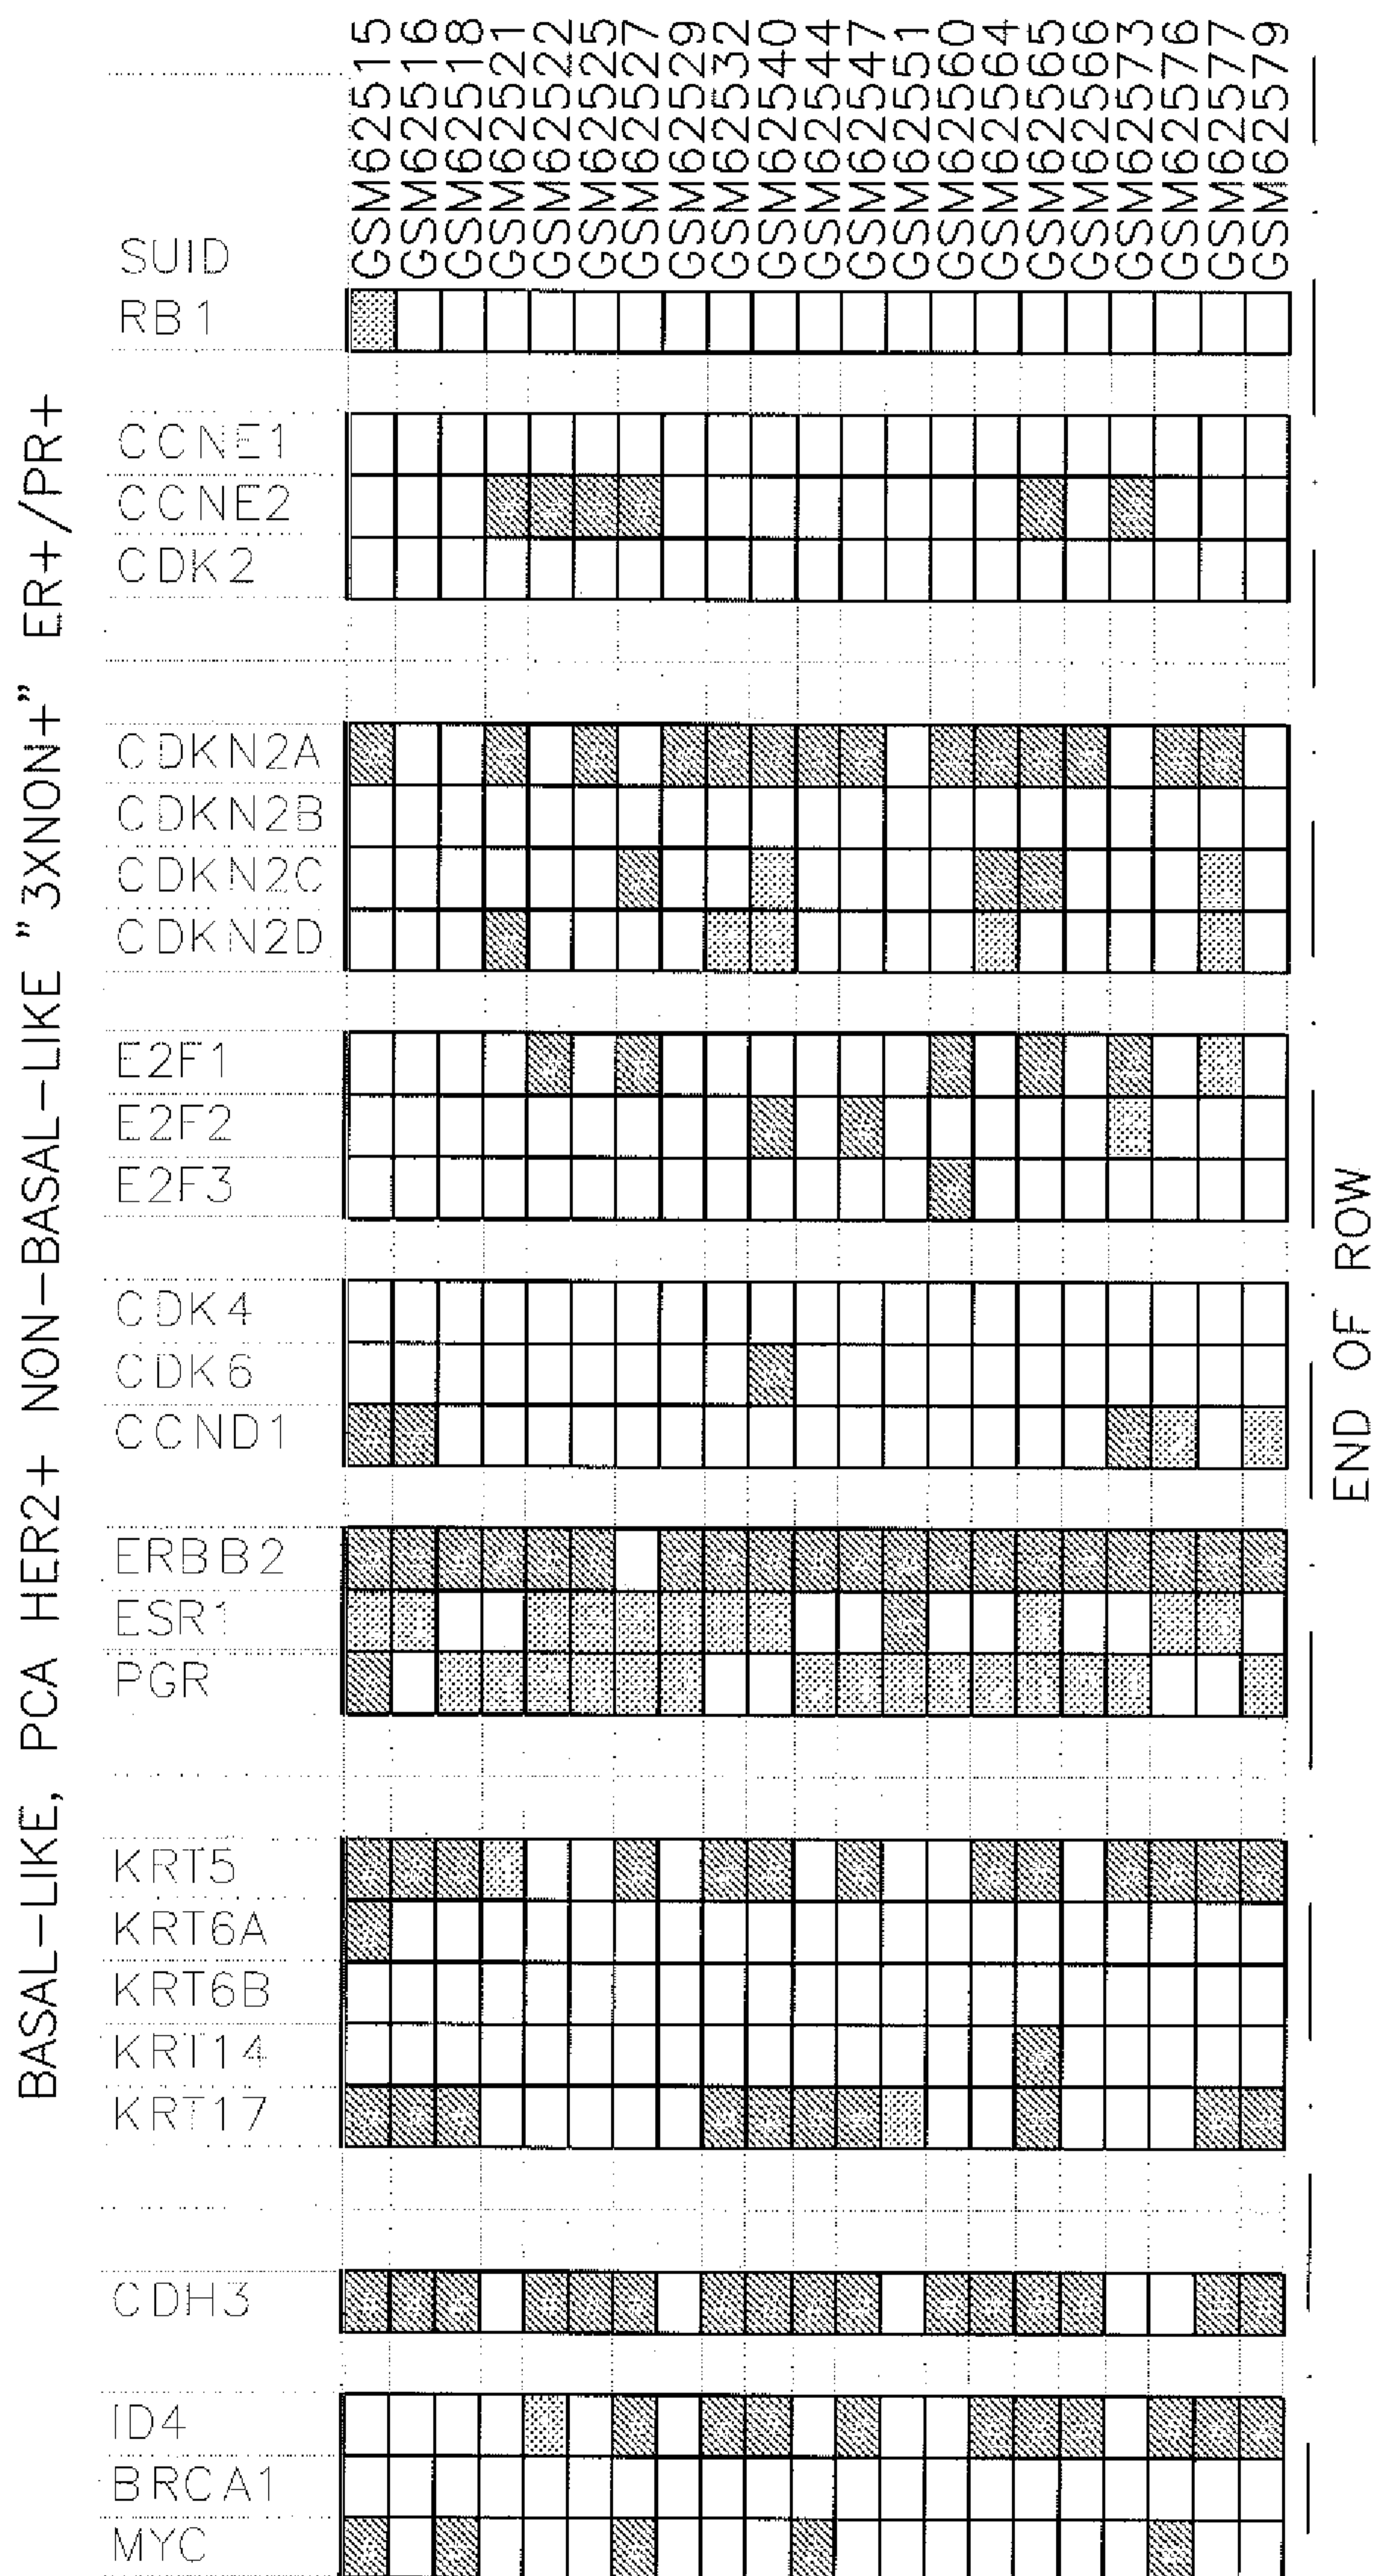 BASAL-LIKE, PCA HER2+ NON-BASAL-LIKE "3XNON+" ER+/PR+
SUID GSM62515 GSM62516 GSM62518 GSM62521 GSM62522 GSM62525 GSM62527 GSM62529 GSM62532 GSM62540 GSM62544 GSM62547 GSM62551 GSM62560 GSM62564 GSM62565 GSM62566 GSM62573 GSM62576 GSM62577 GSM62579
RB1
CCNE1
CCNE2
CDK2
CDKN2A
CDKN2B
CDKN2C
CDKN2D
E2F1
E2F2
E2F3
CDK4
CDK6
CCND1
ERBB2
ESR1
PGR
KRT5
KRT6A
KRT6B
KRT14
KRT17
CDH3
ID4
BRCA1
MYC
END OF ROW